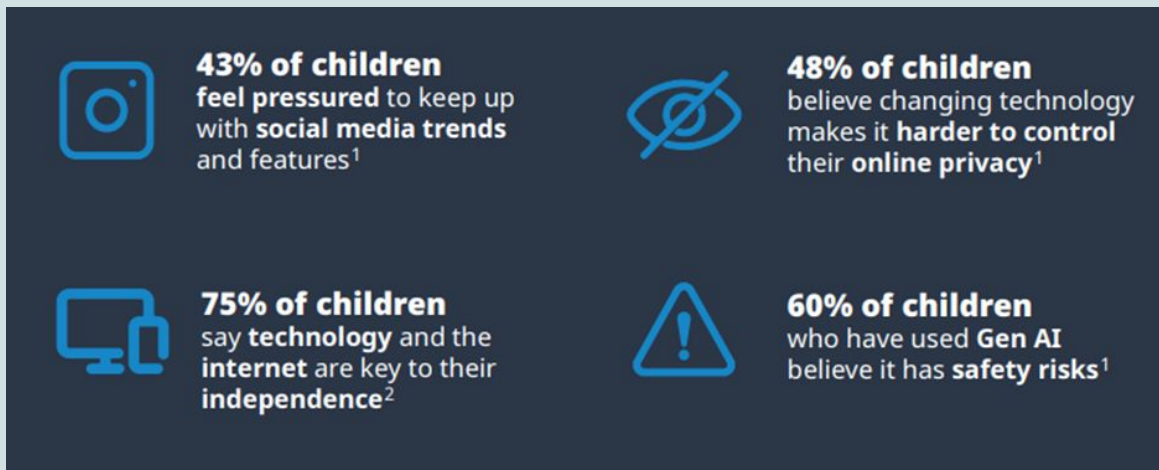 43% of children
feel pressured to keep up
with social media trends
and features¹
48% of children
believe changing technology
makes it harder to control
their online privacy¹
75% of children
say technology and the
internet are key to their
independence²
60% of children
who have used Gen AI
believe it has safety risks¹